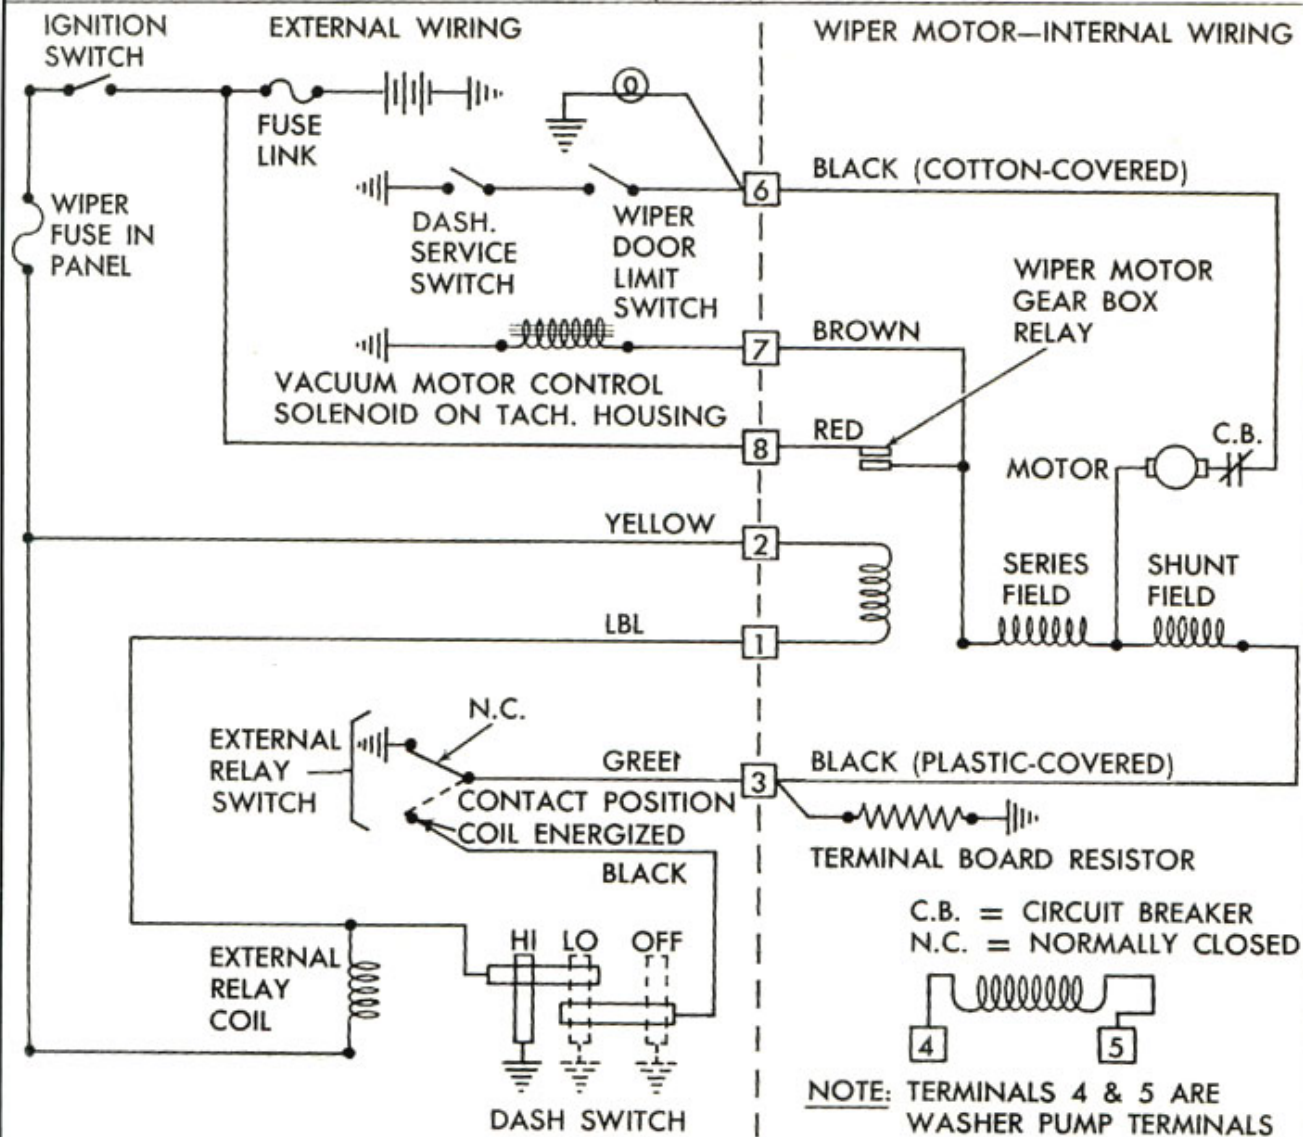 IGNITION
SWITCH
EXTERNAL WIRING
WIPER MOTOR—INTERNAL WIRING
0
FUSE
LINK
BLACK (COTTON-COVERED)
6
WIPER
FUSE IN
PANEL
DASH.
SERVICE
SWITCH
WIPER
DOOR
LIMIT
SWITCH
WIPER MOTOR
GEAR BOX
RELAY
BROWN
7
VACUUM MOTOR CONTROL
SOLENOID ON TACH. HOUSING
RED
8
C.B.
MOTOR
YELLOW
2
SERIES
FIELD
SHUNT
FIELD
LBL
1
N.C.
EXTERNAL
RELAY
SWITCH
GREEN
3
BLACK (PLASTIC-COVERED)
CONTACT POSITION
COIL ENERGIZED
BLACK
TERMINAL BOARD RESISTOR
C.B. = CIRCUIT BREAKER
N.C. = NORMALLY CLOSED
HI LO OFF
EXTERNAL
RELAY
COIL
4
5
DASH SWITCH
NOTE: TERMINALS 4 & 5 ARE
WASHER PUMP TERMINALS